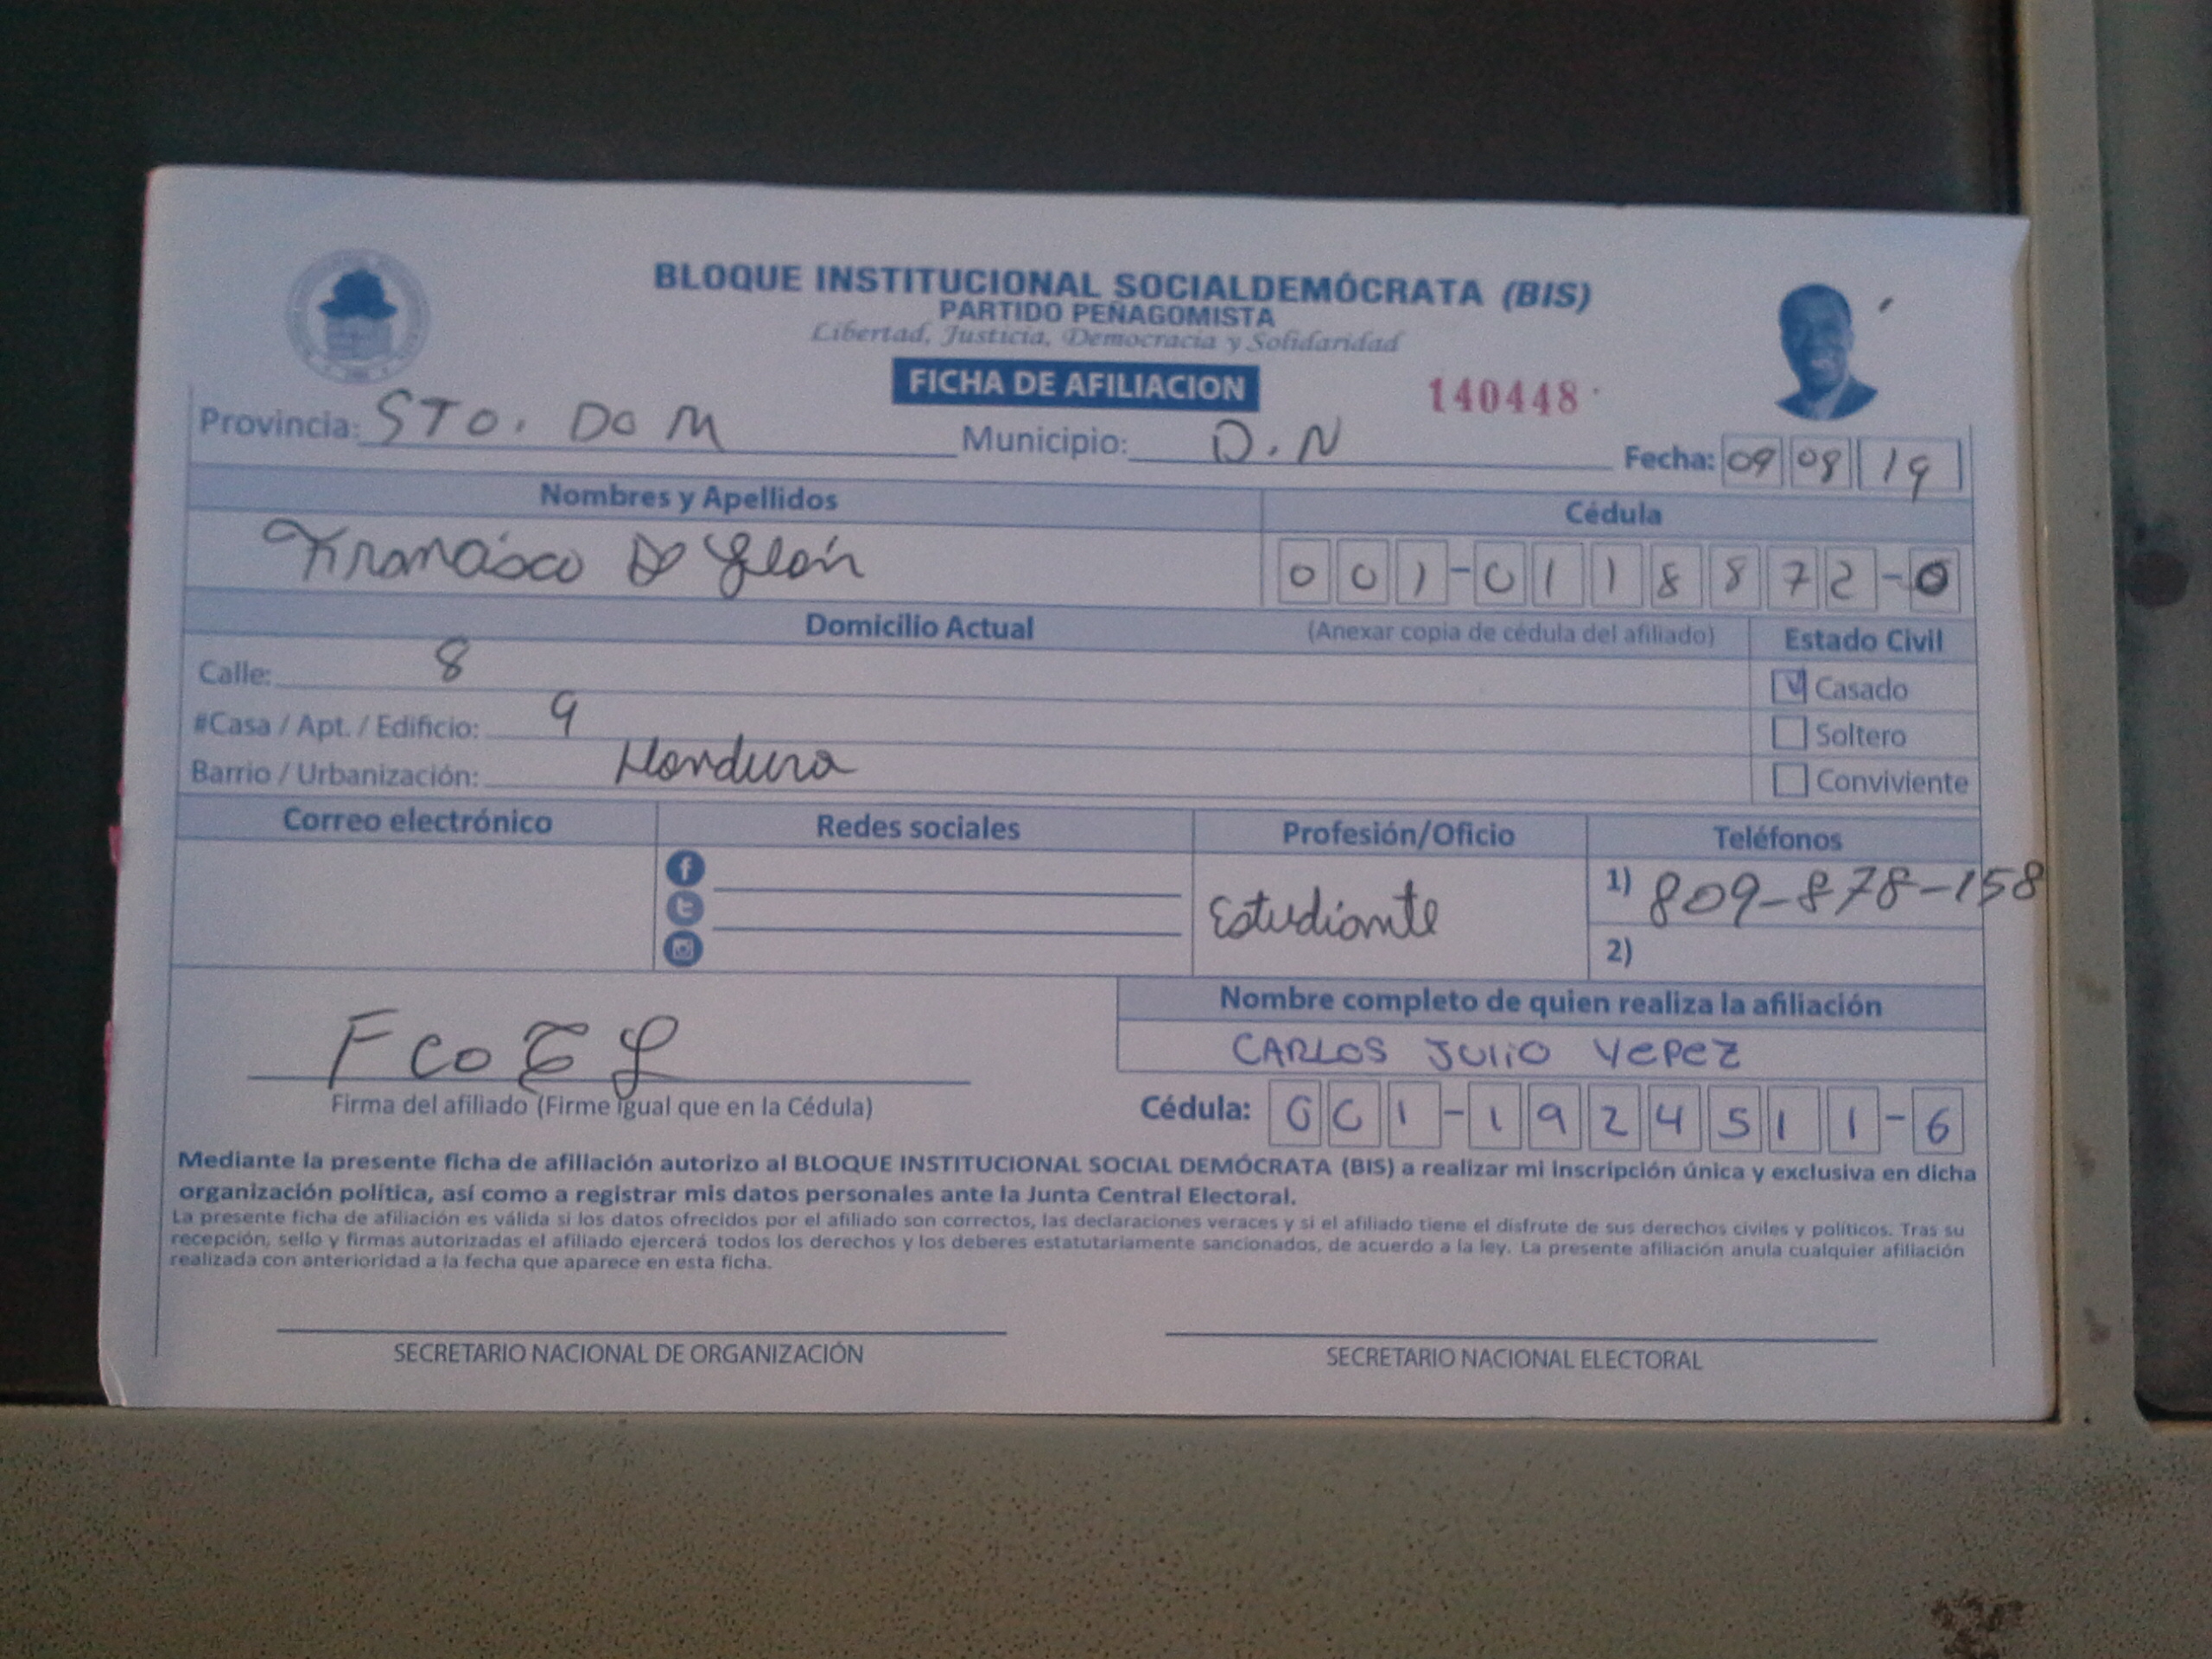 BLOQUE INSTITUCIONAL SOCIALDEMÓCRATA (BIS)
PARTIDO PEÑAGOMISTA
Libertad, Justicia, Democracia y Solidaridad
FICHA DE AFILIACION
140448
Provincia: STO. DOM Municipio: D.N Fecha: 09 08 19
Nombres y Apellidos Cédula
Francisco D León 001-0118872-0
Domicilio Actual (Anexar copia de cédula del afiliado) Estado Civil
Calle: 8 Casado
#Casa / Apt. / Edificio: 9 Soltero
Barrio / Urbanización: Hondura Conviviente
Correo electrónico Redes sociales Profesión/Oficio Teléfonos
Estudiante 1) 809-878-158
2)
Nombre completo de quien realiza la afiliación
CARLOS JULIO YEPEZ
Fco
Firma del afiliado (Firme igual que en la Cédula) Cédula: 001-1924511-6
Mediante la presente ficha de afiliación autorizo al BLOQUE INSTITUCIONAL SOCIAL DEMÓCRATA (BIS) a realizar mi inscripción única y exclusiva en dicha
organización política, así como a registrar mis datos personales ante la Junta Central Electoral.
La presente ficha de afiliación es válida si los datos ofrecidos por el afiliado son correctos, las declaraciones veraces y si el afiliado tiene el disfrute de sus derechos civiles y políticos. Tras su
recepción, sello y firmas autorizadas el afiliado ejercerá todos los derechos y los deberes estatutariamente sancionados, de acuerdo a la ley. La presente afiliación anula cualquier afiliación
realizada con anterioridad a la fecha que aparece en esta ficha.
SECRETARIO NACIONAL DE ORGANIZACIÓN SECRETARIO NACIONAL ELECTORAL